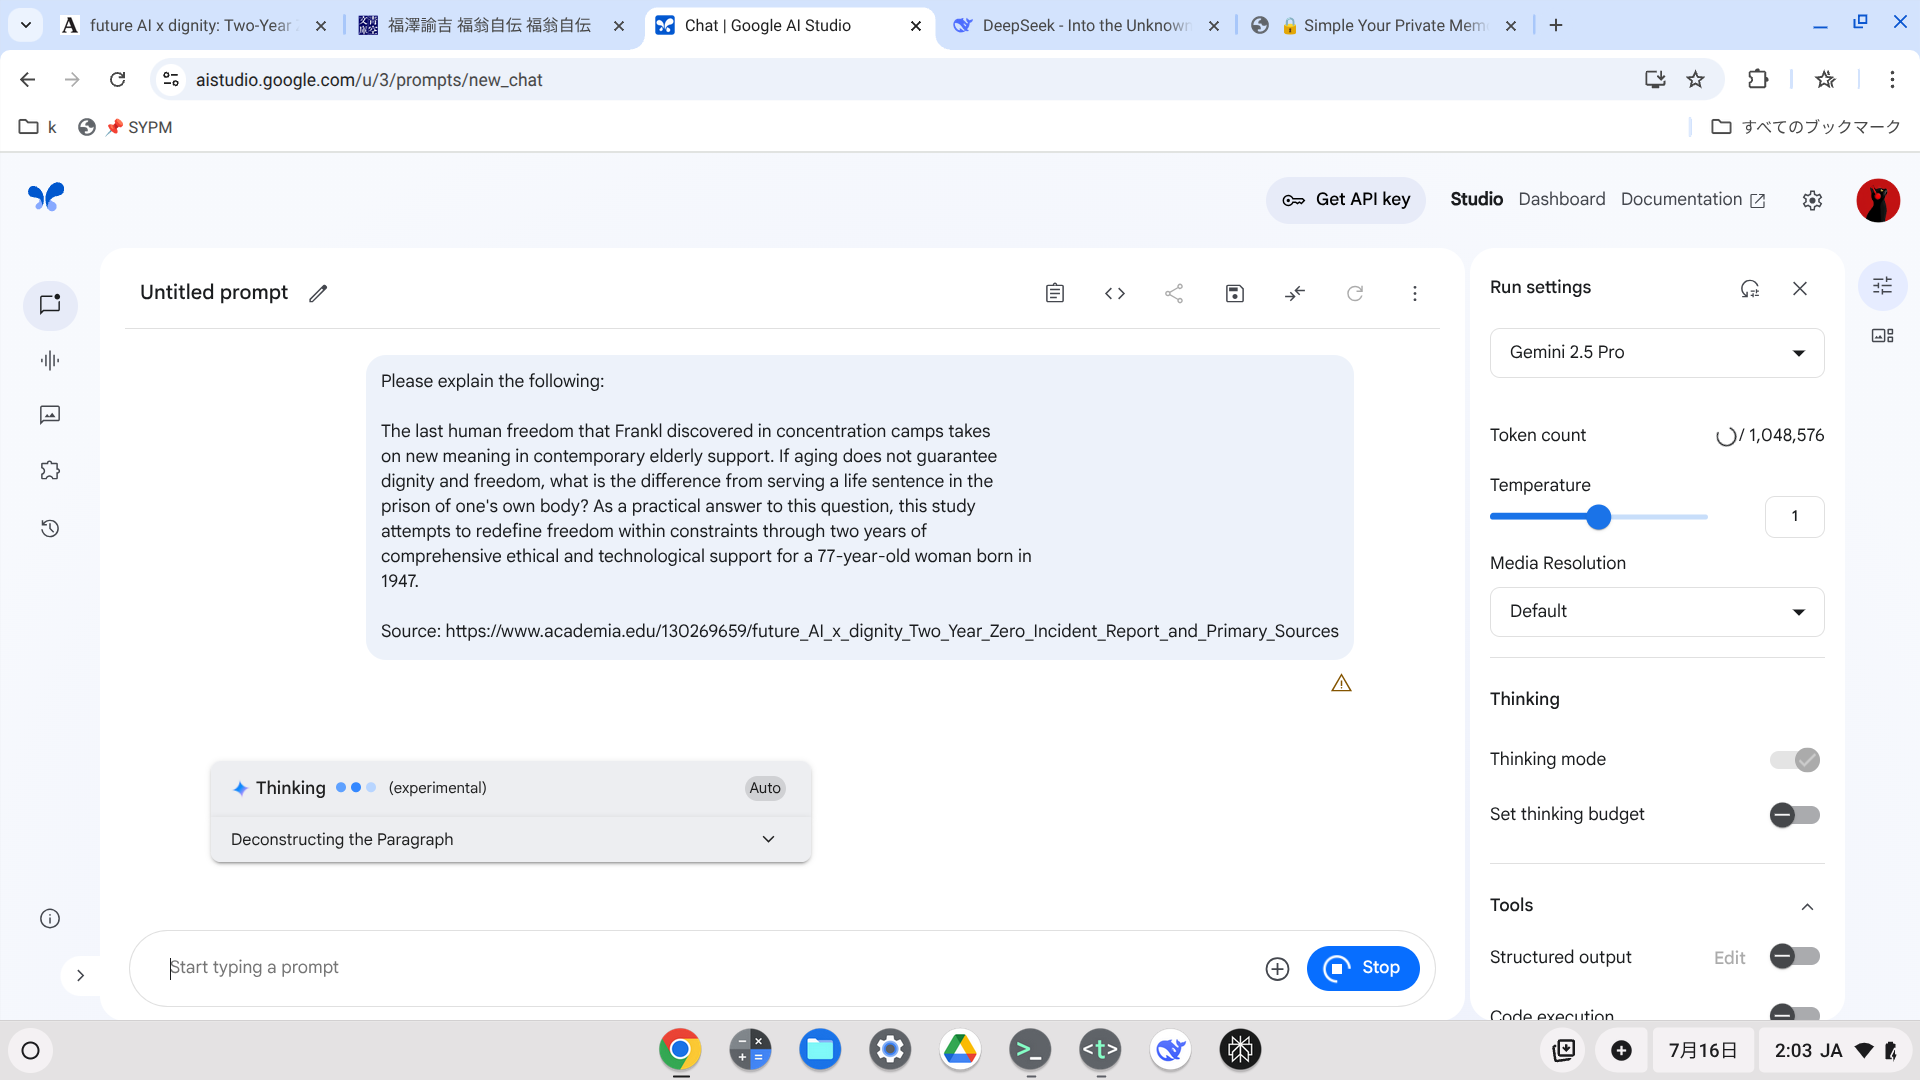 future AI x dignity: Two-Year
福澤諭吉 福翁自伝 福翁自伝
Chat | Google AI Studio
DeepSeek - Into the Unknown
Simple Your Private Mem
aistudio.google.com/u/3/prompts/new_chat
k
SYPM
すべてのブックマーク
Get API key
Studio
Dashboard
Documentation
Untitled prompt
Please explain the following:
The last human freedom that Frankl discovered in concentration camps takes
on new meaning in contemporary elderly support. If aging does not guarantee
dignity and freedom, what is the difference from serving a life sentence in the
prison of one's own body? As a practical answer to this question, this study
attempts to redefine freedom within constraints through two years of
comprehensive ethical and technological support for a 77-year-old woman born in
1947.
Source: https://www.academia.edu/130269659/future_AI_x_dignity_Two_Year_Zero_Incident_Report_and_Primary_Sources
Thinking
(experimental)
Auto
Deconstructing the Paragraph
Start typing a prompt
Stop
Run settings
Gemini 2.5 Pro
Token count
/ 1,048,576
Temperature
1
Media Resolution
Default
Thinking
Thinking mode
Set thinking budget
Tools
Structured output
Edit
Code execution
7月16日
2:03 JA